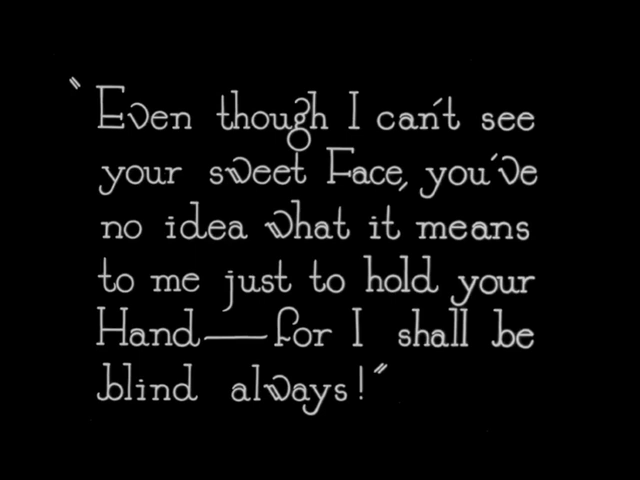 "Even though I can't see
your sweet Face, you've
no idea what it means
to me just to hold your
Hand—for I shall be
blind always!"